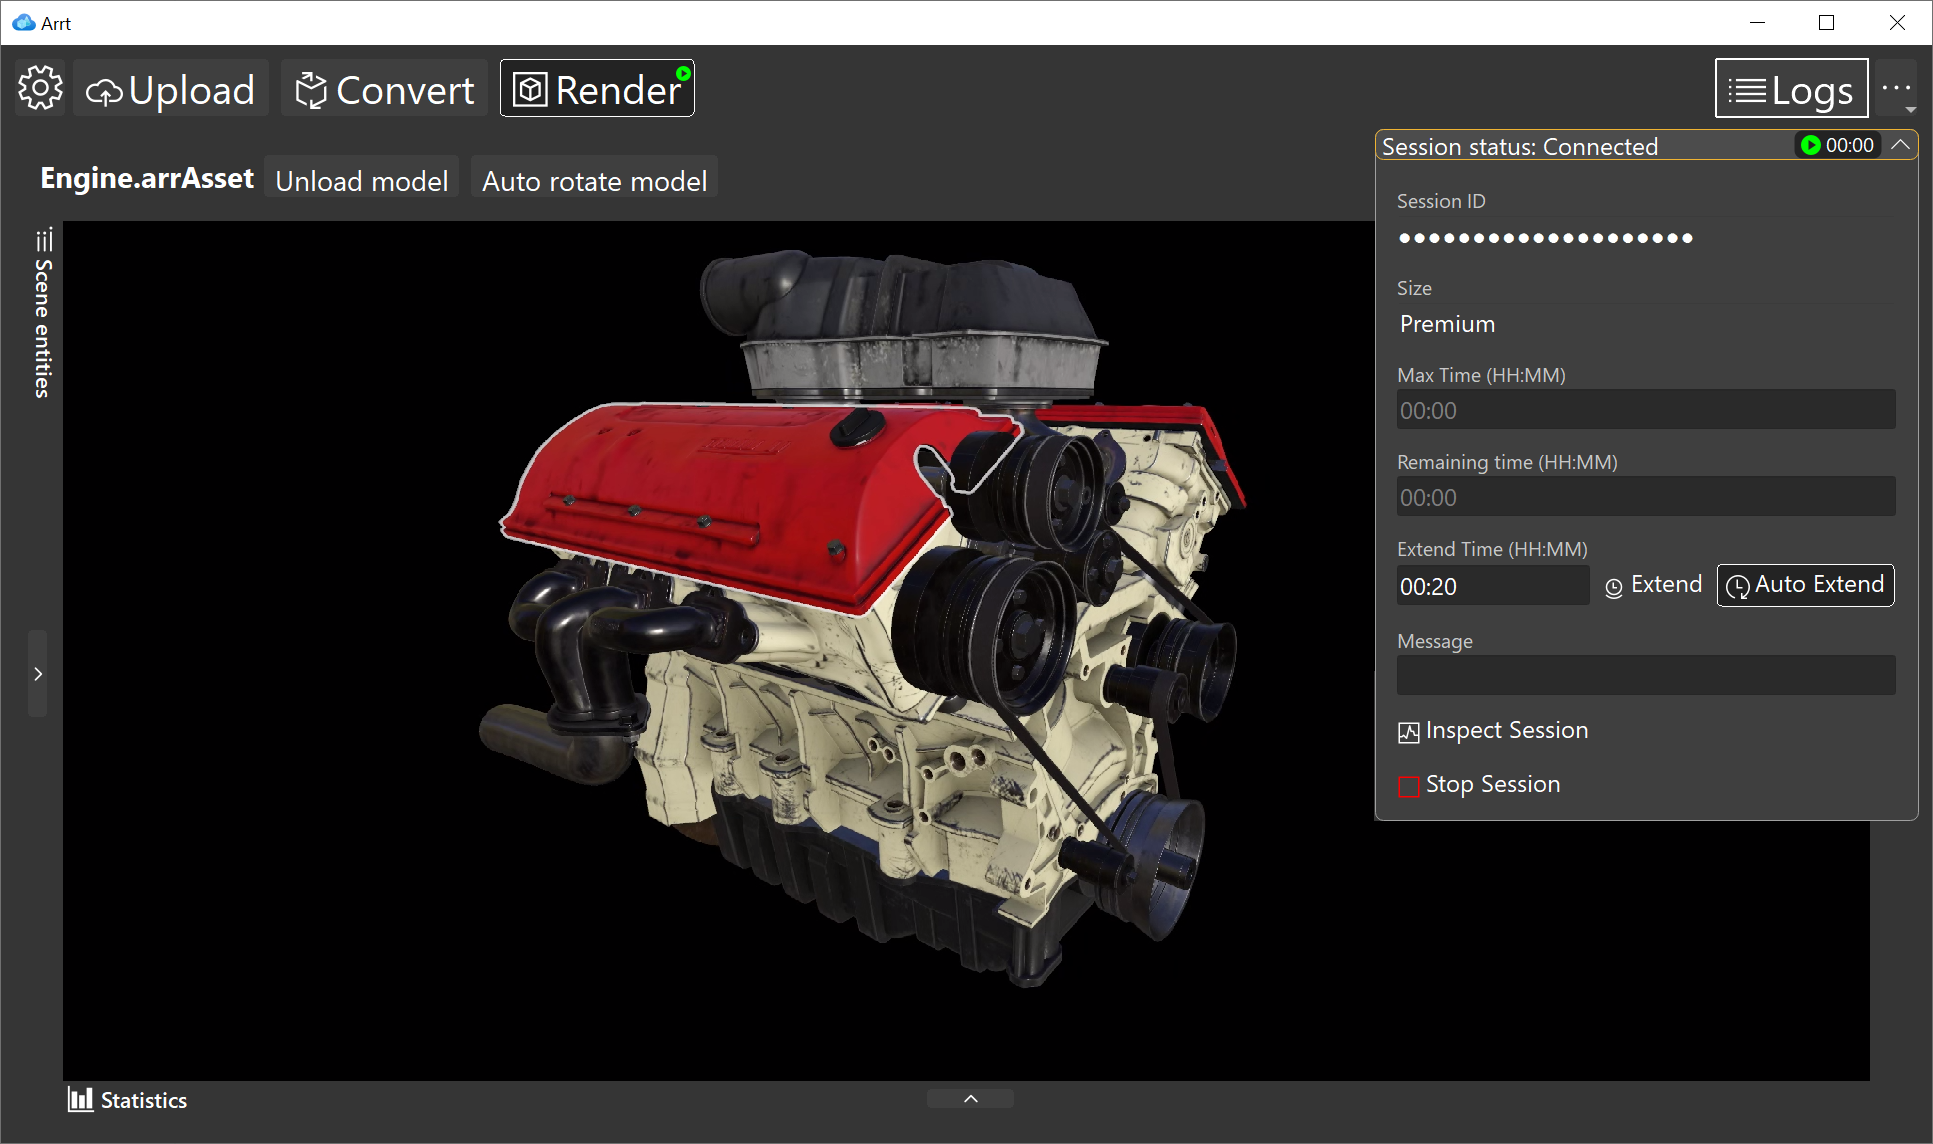 Arrt
Upload
Convert
Render
Logs
...
Engine.arrAsset
Unload model
Auto rotate model
Session status: Connected
00:00
Session ID
●●●●●●●●●●●●●●●●●●●●
Size
Premium
Max Time (HH:MM)
00:00
Remaining time (HH:MM)
00:00
Extend Time (HH:MM)
00:20
Extend
Auto Extend
Message
Inspect Session
Stop Session
Scene entities
Statistics